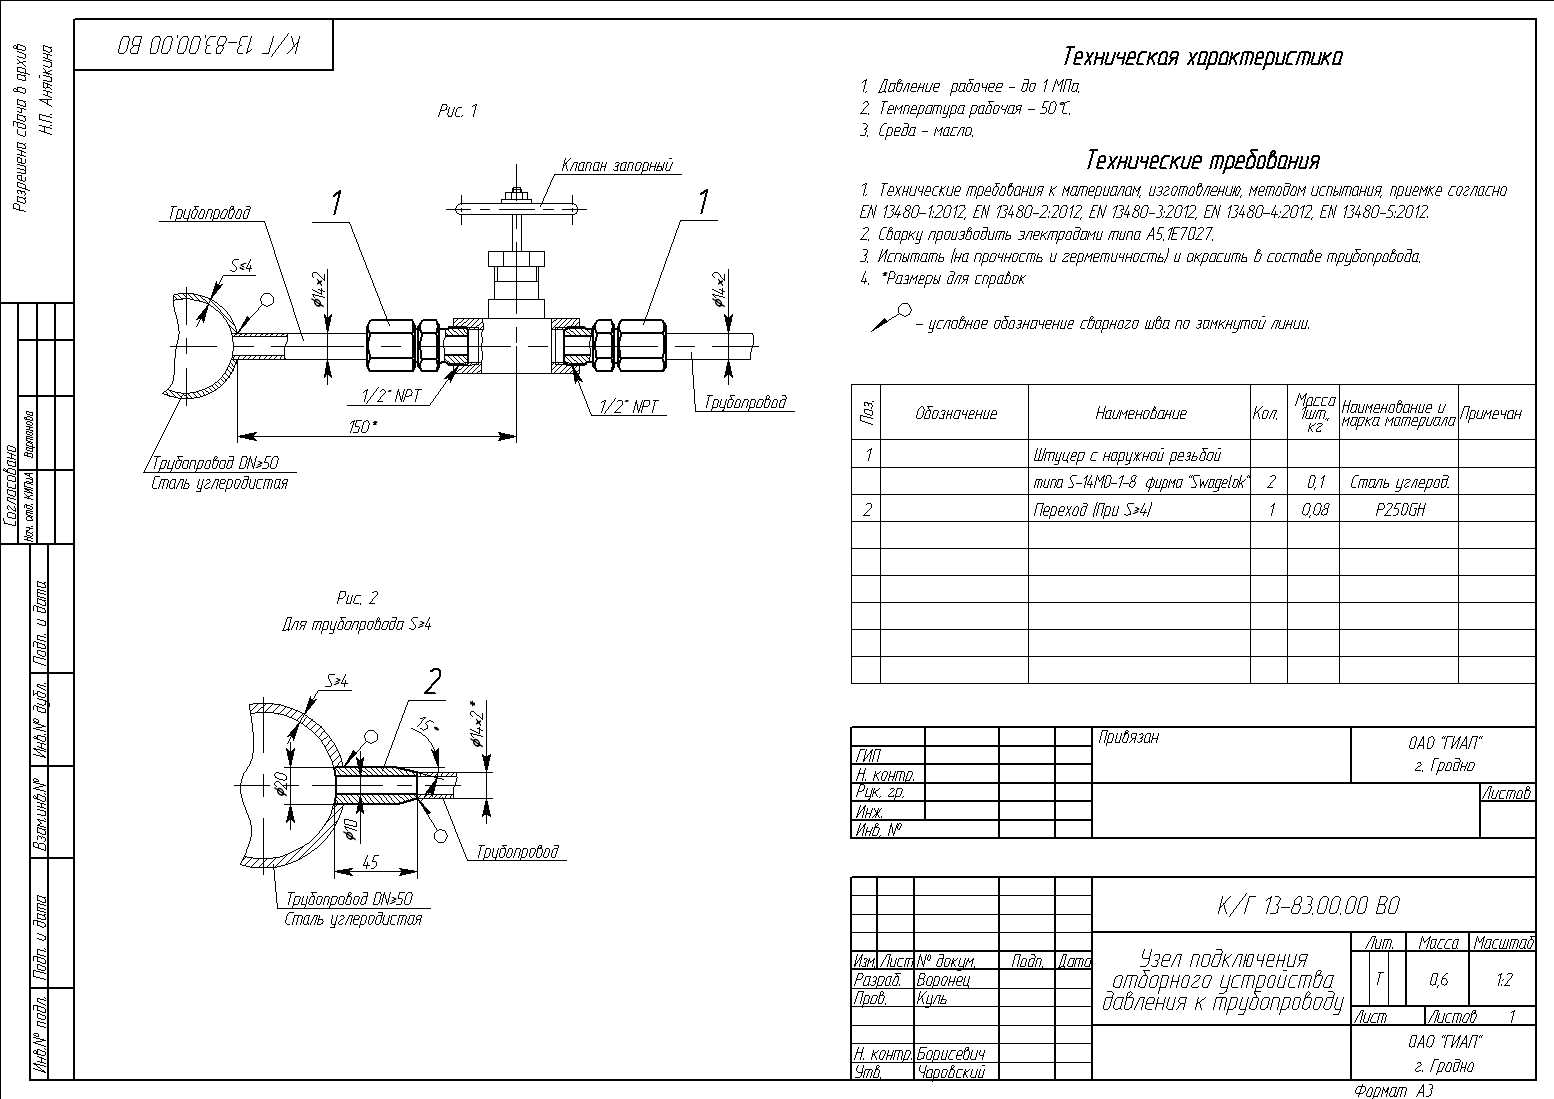 К/Г 13-83.00.00 ВО
Разрешена сдача в архив
Н.П. Аняйкина
Рис. 1
Клапан запорный
Трубопровод
1
1
S≤4
⌀14×2
⌀14×2
1/2" NPT
1/2" NPT
Трубопровод
150*
Трубопровод DN≥50
Сталь углеродистая
Рис. 2
Для трубопровода S≥4
S≥4
2
15°
⌀14×2*
⌀20
⌀10
45
Трубопровод
Трубопровод DN≥50
Сталь углеродистая
Техническая характеристика
1. Давление рабочее - до 1 МПа.
2. Температура рабочая - 50°С.
3. Среда - масло.
Технические требования
1. Технические требования к материалам, изготовлению, методом испытания, приемке согласно
EN 13480-1:2012, EN 13480-2:2012, EN 13480-3:2012, EN 13480-4:2012, EN 13480-5:2012.
2. Сварку производить электродами типа А5.1Е7027.
3. Испытать (на прочность и герметичность) и окрасить в составе трубопровода.
4. *Размеры для справок
- условное обозначение сварного шва по замкнутой линии.
Поз. Обозначение Наименование Кол. Масса 1шт., кг Наименование и марка материала Примечан
1 Штуцер с наружной резьбой
типа S-14M0-1-8 фирма "Swagelok" 2 0,1 Сталь углерод.
2 Переход (При S≥4) 1 0,08 P250GH
ГИП
Н. контр.
Рук. гр.
Инж.
Инв. №
Привязан
ОАО "ГИАП"
г. Гродно
Листов
К/Г 13-83.00.00 ВО
Изм. Лист № докум. Подп. Дата
Разраб. Воронец
Пров. Куль
Н. контр. Борисевич
Утв. Чаровский
Узел подключения
отборного устройства
давления к трубопроводу
Лит. Масса Масштаб
Т 0,6 1:2
Лист Листов 1
ОАО "ГИАП"
г. Гродно
Формат А3
Согласовано
Нач. отд. КИПиА Вартанова
Подп. и дата
Инв.№ дубл.
Взам.инв.№
Подп. и дата
Инв.№ подл.